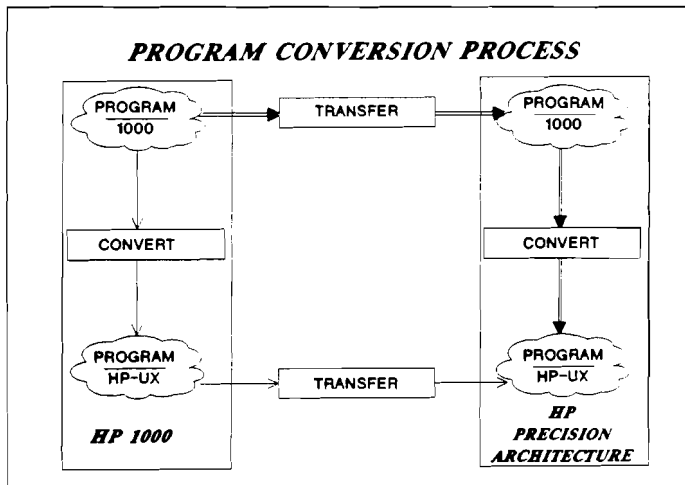 PROGRAM CONVERSION PROCESS
PROGRAM
1000
TRANSFER
PROGRAM
1000
CONVERT
CONVERT
PROGRAM
HP-UX
TRANSFER
PROGRAM
HP-UX
HP 1000
HP
PRECISION
ARCHITECTURE